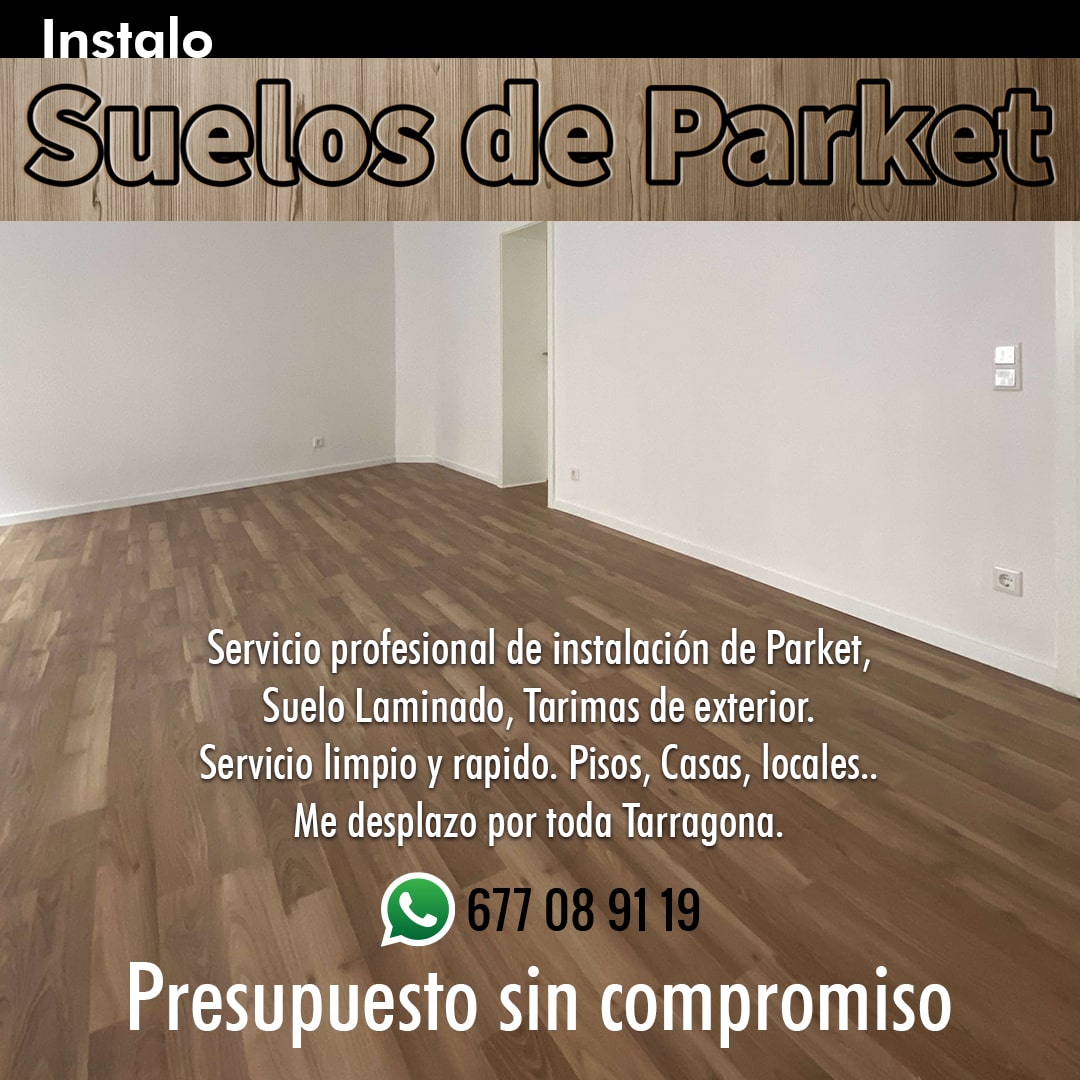 Instalo
Suelos de Parket
Servicio profesional de instalación de Parket,
Suelo Laminado, Tarimas de exterior.
Servicio limpio y rapido. Pisos, Casas, locales..
Me desplazo por toda Tarragona.
677 08 91 19
Presupuesto sin compromiso